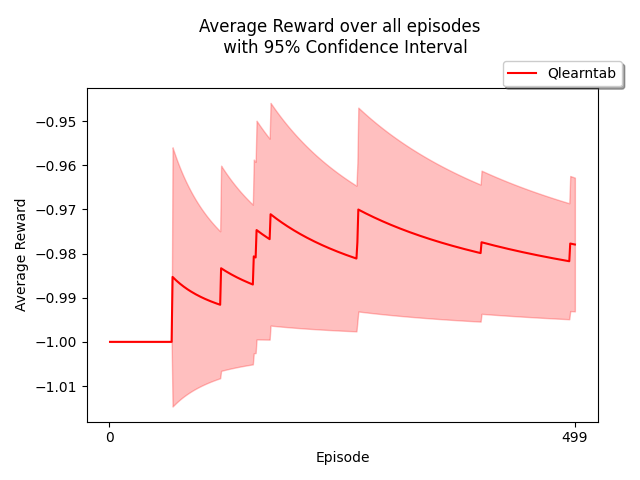 Average Reward over all episodes
with 95% Confidence Interval
Qlearntab
−0.95
−0.96
−0.97
−0.98
−0.99
−1.00
−1.01
Average Reward
0
499
Episode